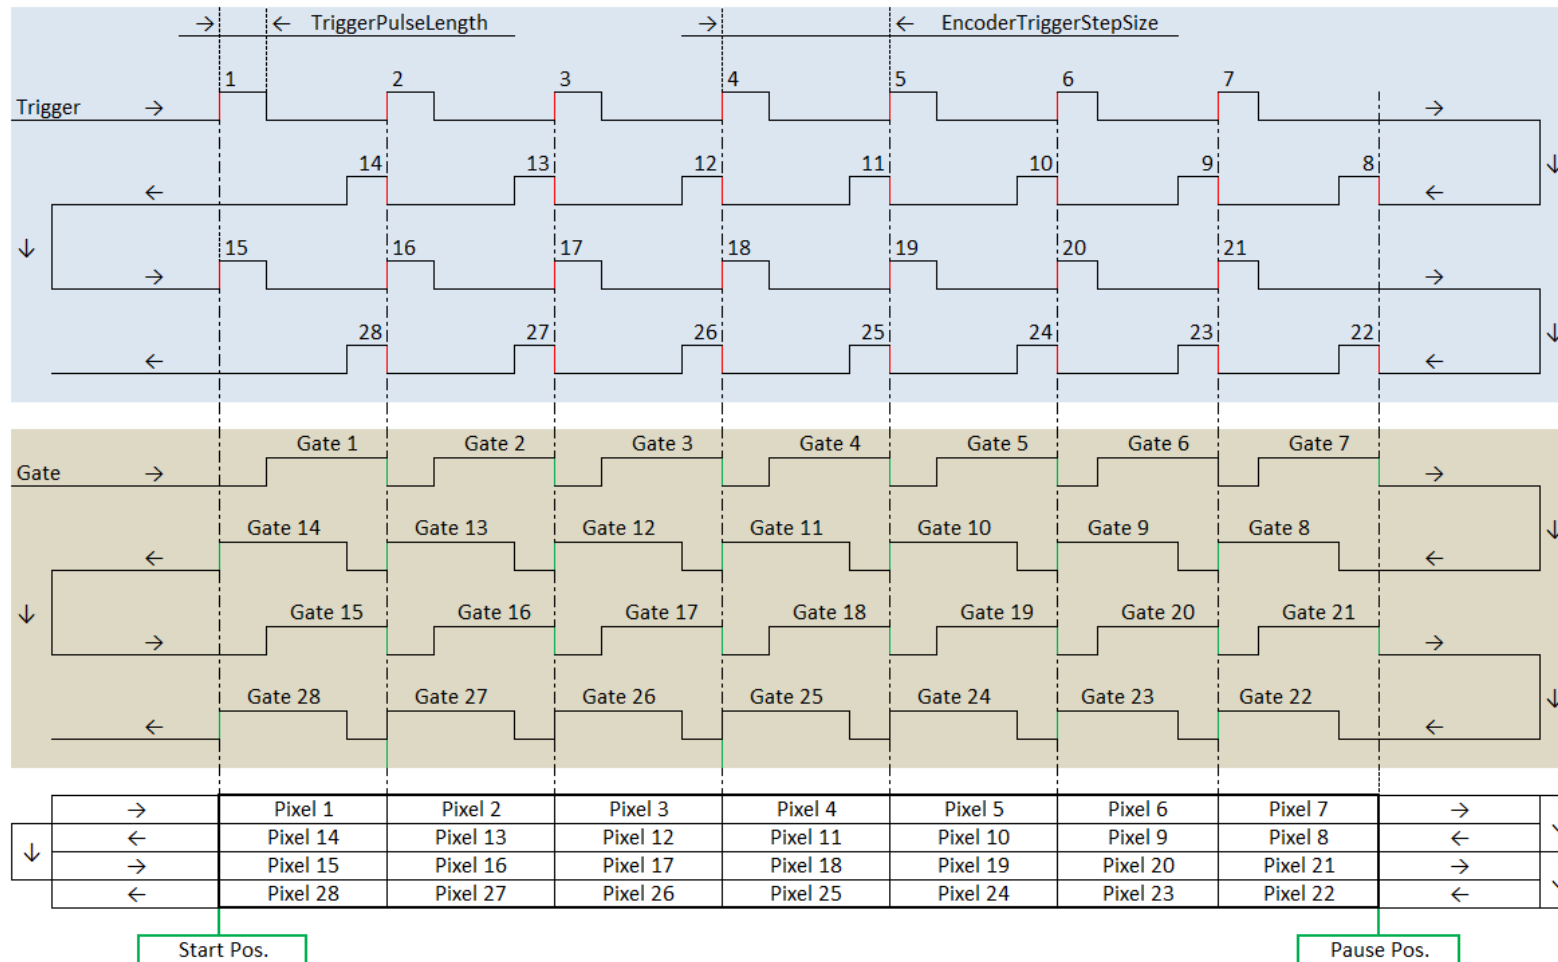 → ← TriggerPulseLength → ← EncoderTriggerStepSize
1 2 3 4 5 6 7
Trigger → →
14 13 12 11 10 9 8 ↓
← ←
↓ 15 16 17 18 19 20 21
→ →
28 27 26 25 24 23 22 ↓
← ←
Gate 1 Gate 2 Gate 3 Gate 4 Gate 5 Gate 6 Gate 7
Gate → →
Gate 14 Gate 13 Gate 12 Gate 11 Gate 10 Gate 9 Gate 8 ↓
← ←
↓ Gate 15 Gate 16 Gate 17 Gate 18 Gate 19 Gate 20 Gate 21
→ →
Gate 28 Gate 27 Gate 26 Gate 25 Gate 24 Gate 23 Gate 22 ↓
← ←
→ Pixel 1 Pixel 2 Pixel 3 Pixel 4 Pixel 5 Pixel 6 Pixel 7 →
← Pixel 14 Pixel 13 Pixel 12 Pixel 11 Pixel 10 Pixel 9 Pixel 8 ←
→ Pixel 15 Pixel 16 Pixel 17 Pixel 18 Pixel 19 Pixel 20 Pixel 21 →
← Pixel 28 Pixel 27 Pixel 26 Pixel 25 Pixel 24 Pixel 23 Pixel 22 ←
Start Pos. Pause Pos.